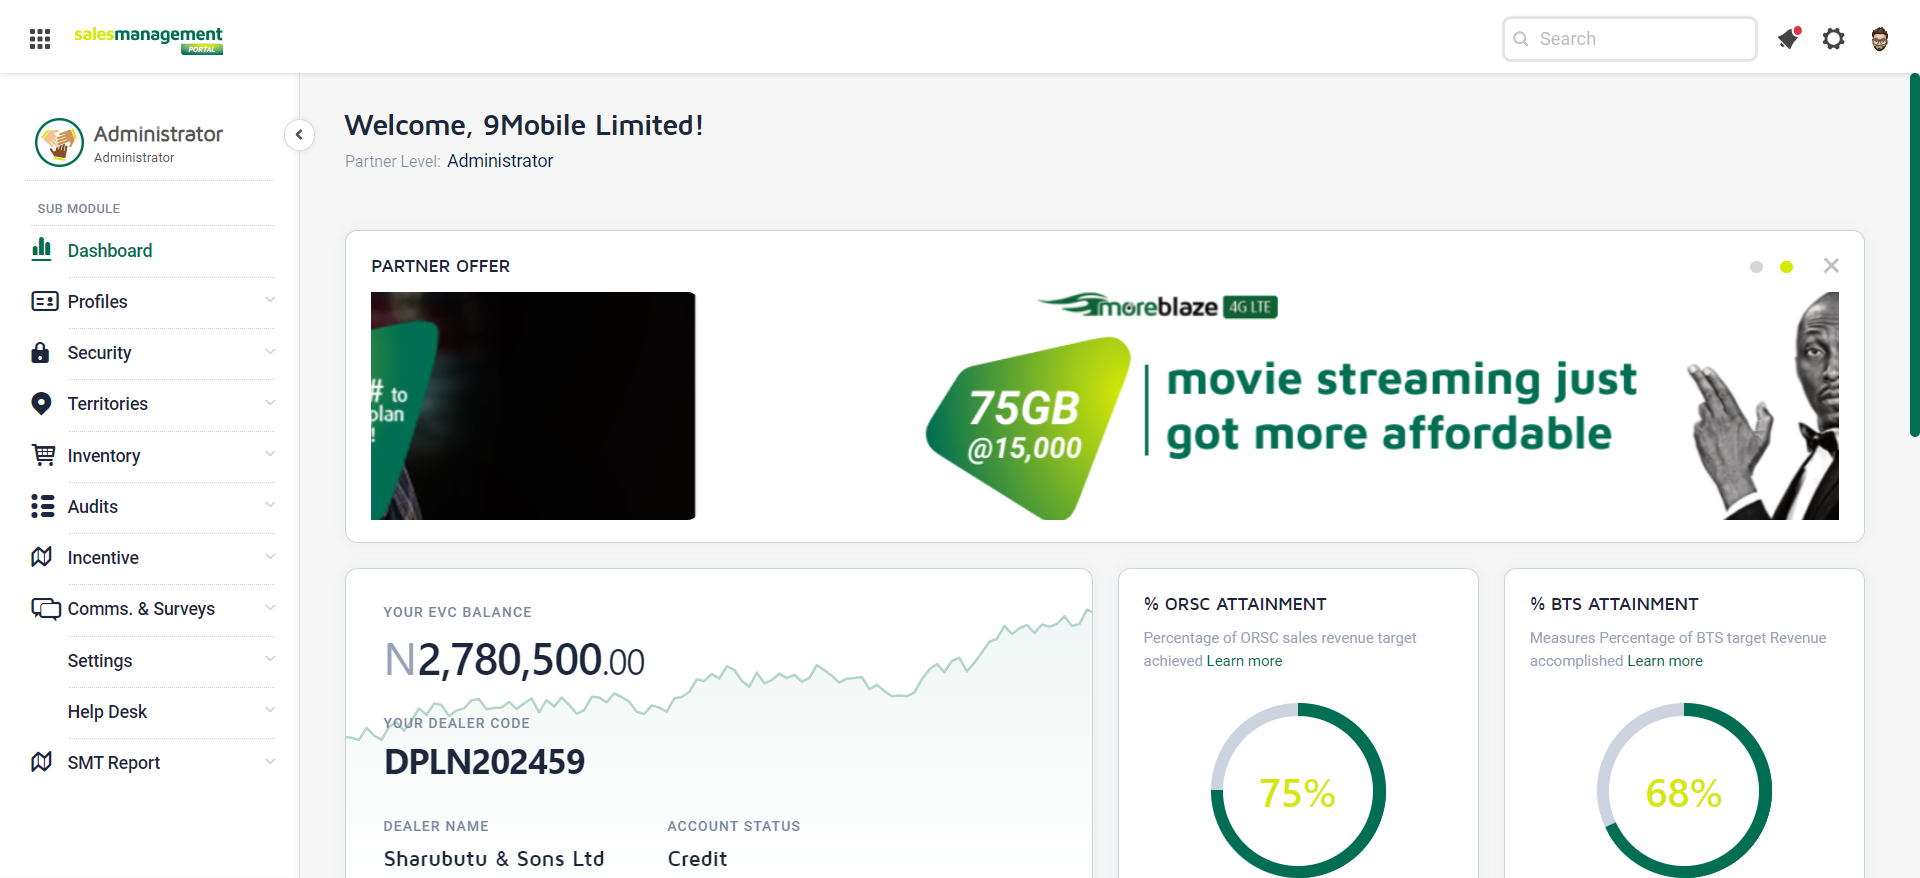 salesmanagement
PORTAL
Search
Administrator
Administrator
SUB MODULE
Dashboard
Profiles
Security
Territories
Inventory
Audits
Incentive
Comms. & Surveys
Settings
Help Desk
SMT Report
Welcome, 9Mobile Limited!
Partner Level: Administrator
PARTNER OFFER
# to
plan
!
moreblaze 4G LTE
75GB
@15,000
movie streaming just
got more affordable
YOUR EVC BALANCE
N2,780,500.00
YOUR DEALER CODE
DPLN202459
DEALER NAME
Sharubutu & Sons Ltd
ACCOUNT STATUS
Credit
% ORSC ATTAINMENT
Percentage of ORSC sales revenue target
achieved Learn more
75%
% BTS ATTAINMENT
Measures Percentage of BTS target Revenue
accomplished Learn more
68%